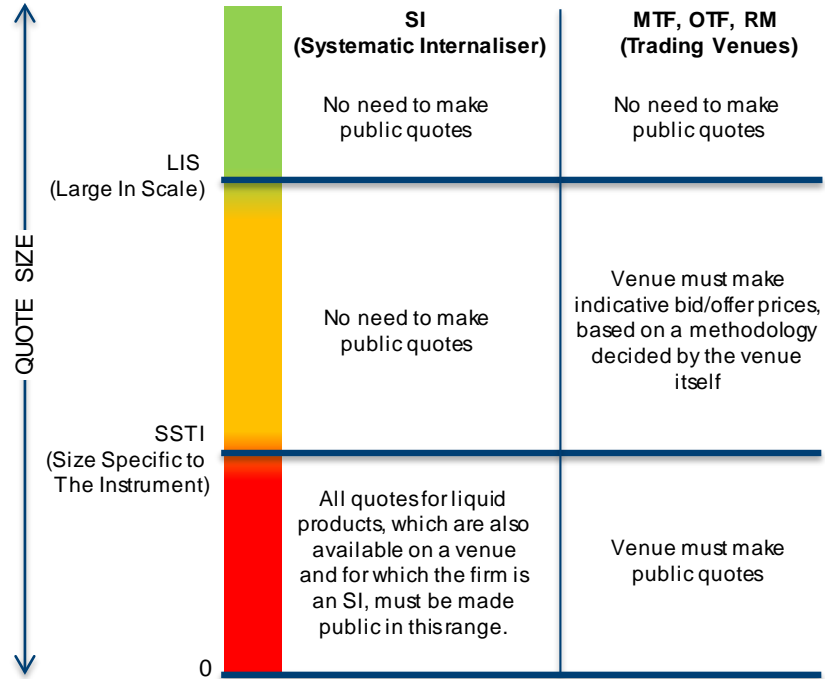 SI
(Systematic Internaliser)
MTF, OTF, RM
(Trading Venues)
No need to make
public quotes
No need to make
public quotes
LIS
(Large In Scale)
QUOTE SIZE
No need to make
public quotes
Venue must make
indicative bid/offer prices,
based on a methodology
decided by the venue
itself
SSTI
(Size Specific to
The Instrument)
All quotes for liquid
products, which are also
available on a venue
and for which the firm is
an SI, must be made
public in this range.
Venue must make
public quotes
0